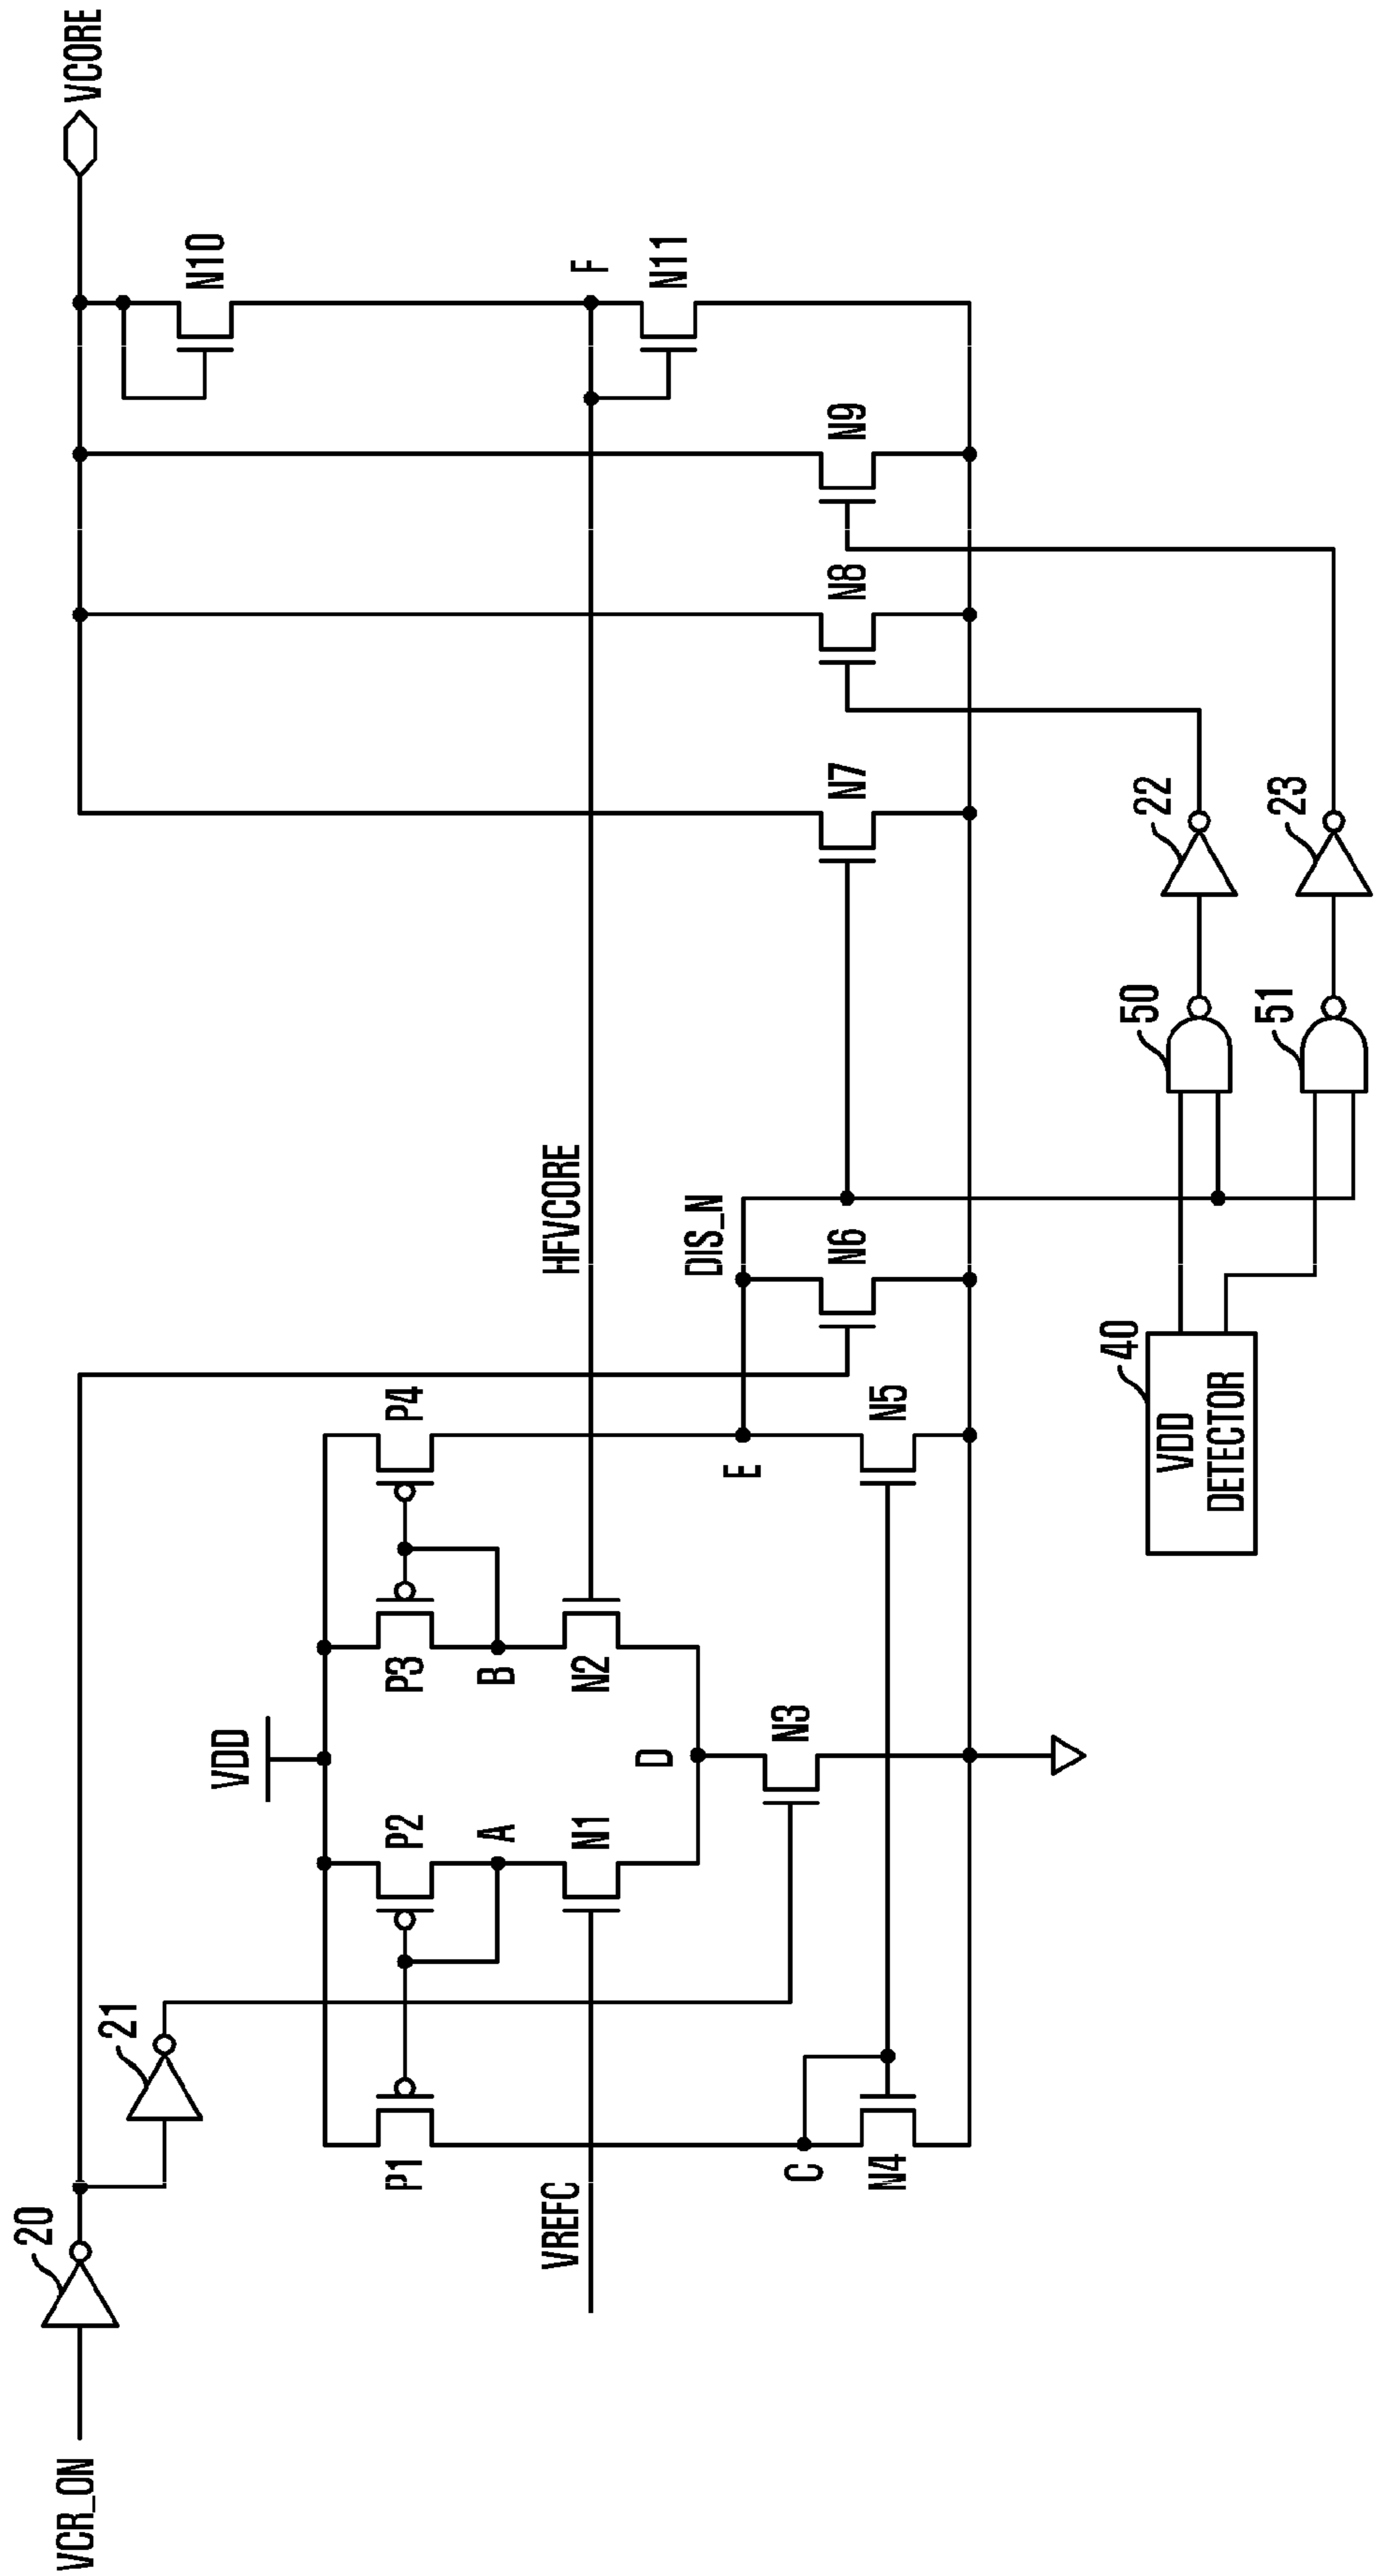 VCR_ON
20
21
VCORE
VDD
P1
P2
P3
P4
N10
A
B
VREFC
N1
N2
HFVCORE
F
D
E
DIS_N
N11
C
N3
N4
N5
N6
N7
N8
N9
40
VDD
DETECTOR
50
22
51
23